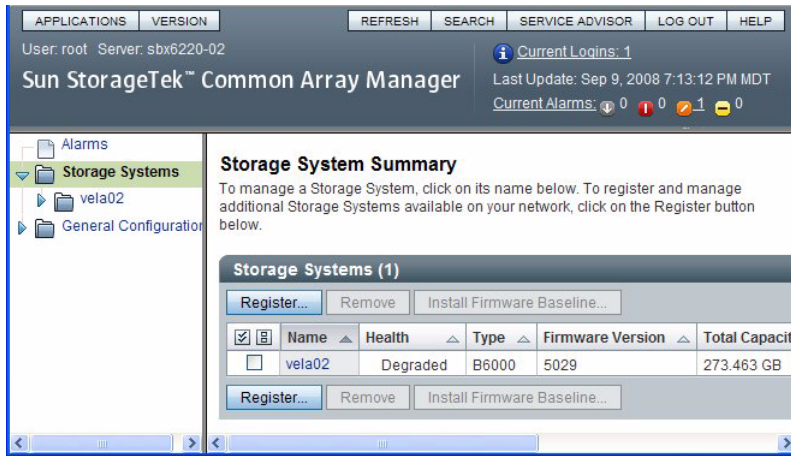 APPLICATIONS VERSION REFRESH SEARCH SERVICE ADVISOR LOG OUT HELP
User: root Server: sbx6220-02
Current Logins: 1
Sun StorageTek™ Common Array Manager
Last Update: Sep 9, 2008 7:13:12 PM MDT
Current Alarms: 0 0 1 0
Alarms
Storage Systems
vela02
General Configuration
Storage System Summary
To manage a Storage System, click on its name below. To register and manage
additional Storage Systems available on your network, click on the Register button
below.
Storage Systems (1)
Register... Remove Install Firmware Baseline...
Name Health Type Firmware Version Total Capacit
vela02 Degraded B6000 5029 273.463 GB
Register... Remove Install Firmware Baseline...